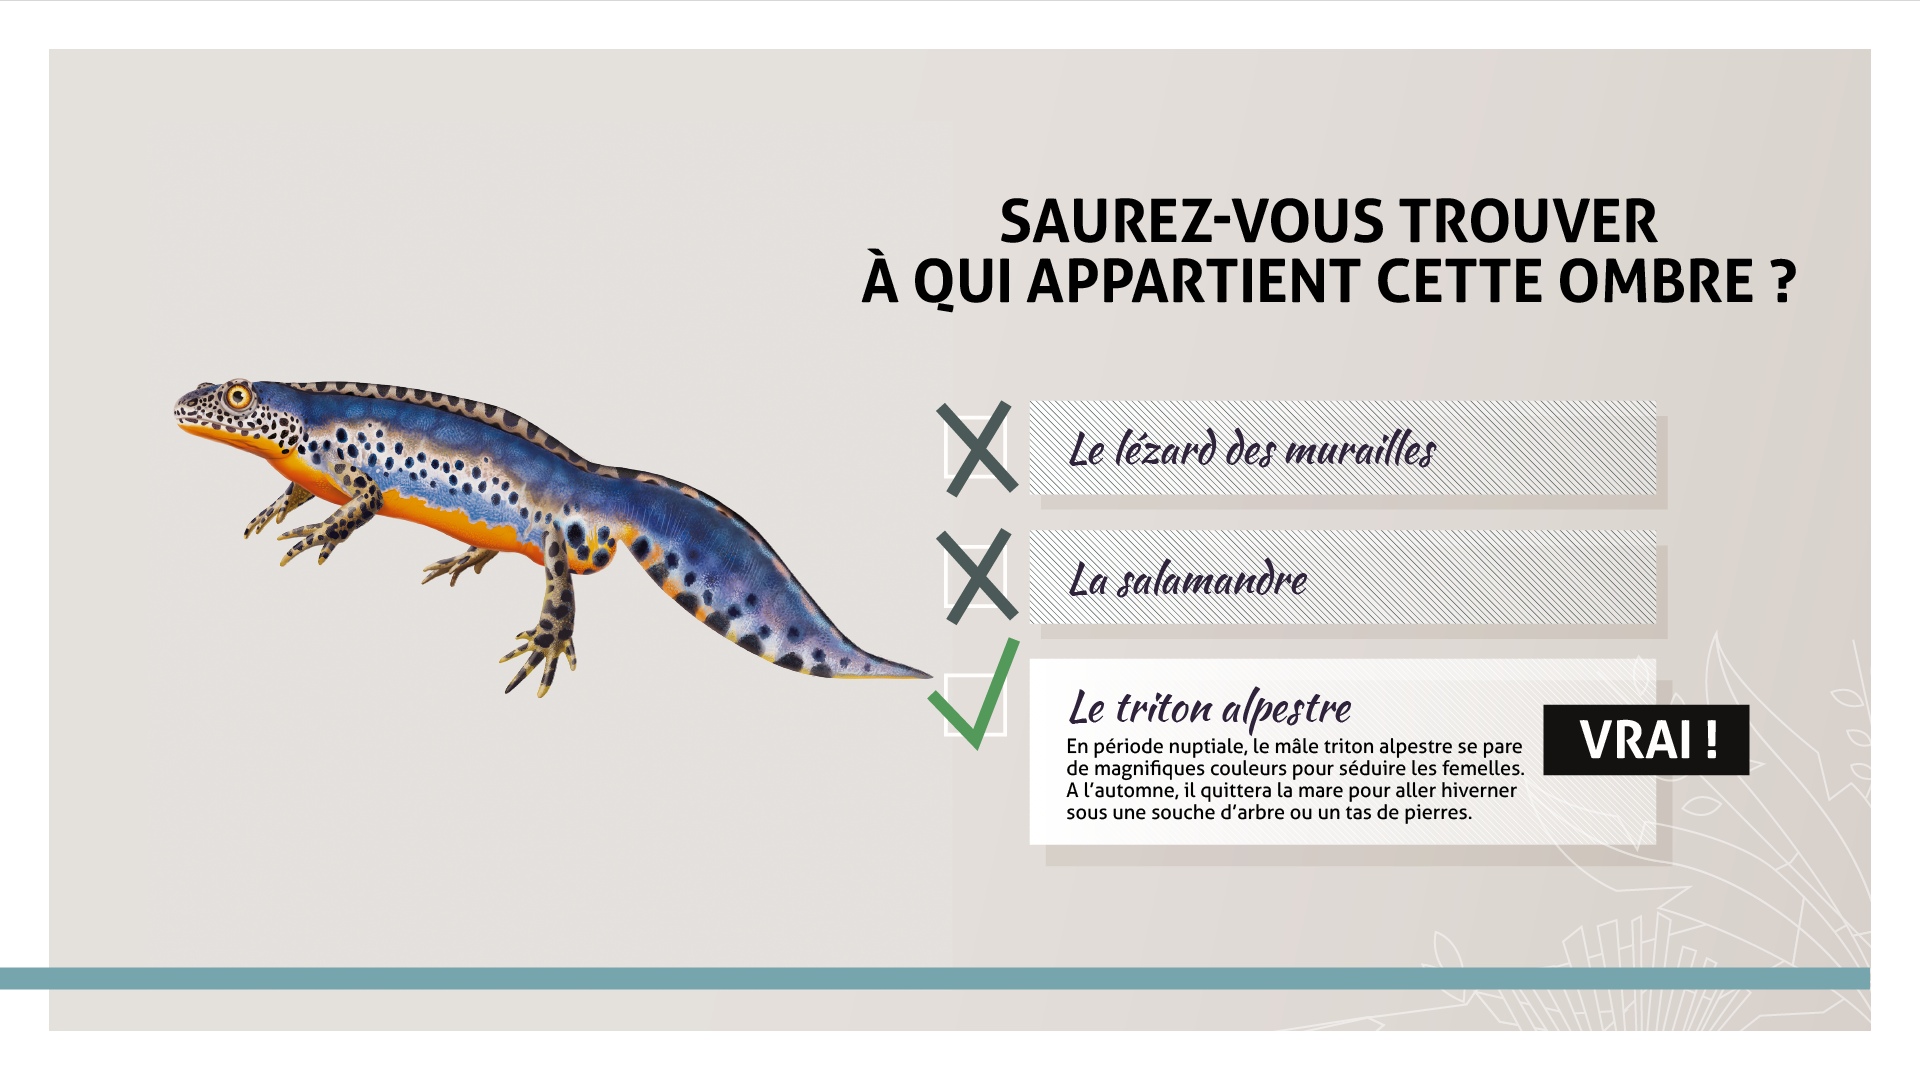 SAUREZ-VOUS TROUVER
À QUI APPARTIENT CETTE OMBRE ?
Le lézard des murailles
La salamandre
Le triton alpestre
En période nuptiale, le mâle triton alpestre se pare
de magnifiques couleurs pour séduire les femelles.
A l’automne, il quittera la mare pour aller hiverner
sous une souche d’arbre ou un tas de pierres.
VRAI !